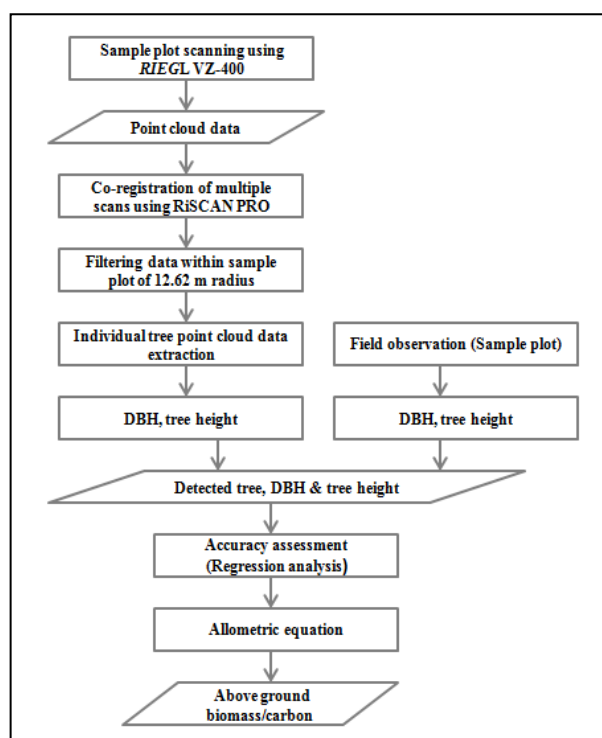 Sample plot scanning using
RIEGL VZ-400
Point cloud data
Co-registration of multiple
scans using RiSCAN PRO
Filtering data within sample
plot of 12.62 m radius
Individual tree point cloud data
extraction
Field observation (Sample plot)
DBH, tree height
DBH, tree height
Detected tree, DBH & tree height
Accuracy assessment
(Regression analysis)
Allometric equation
Above ground
biomass/carbon